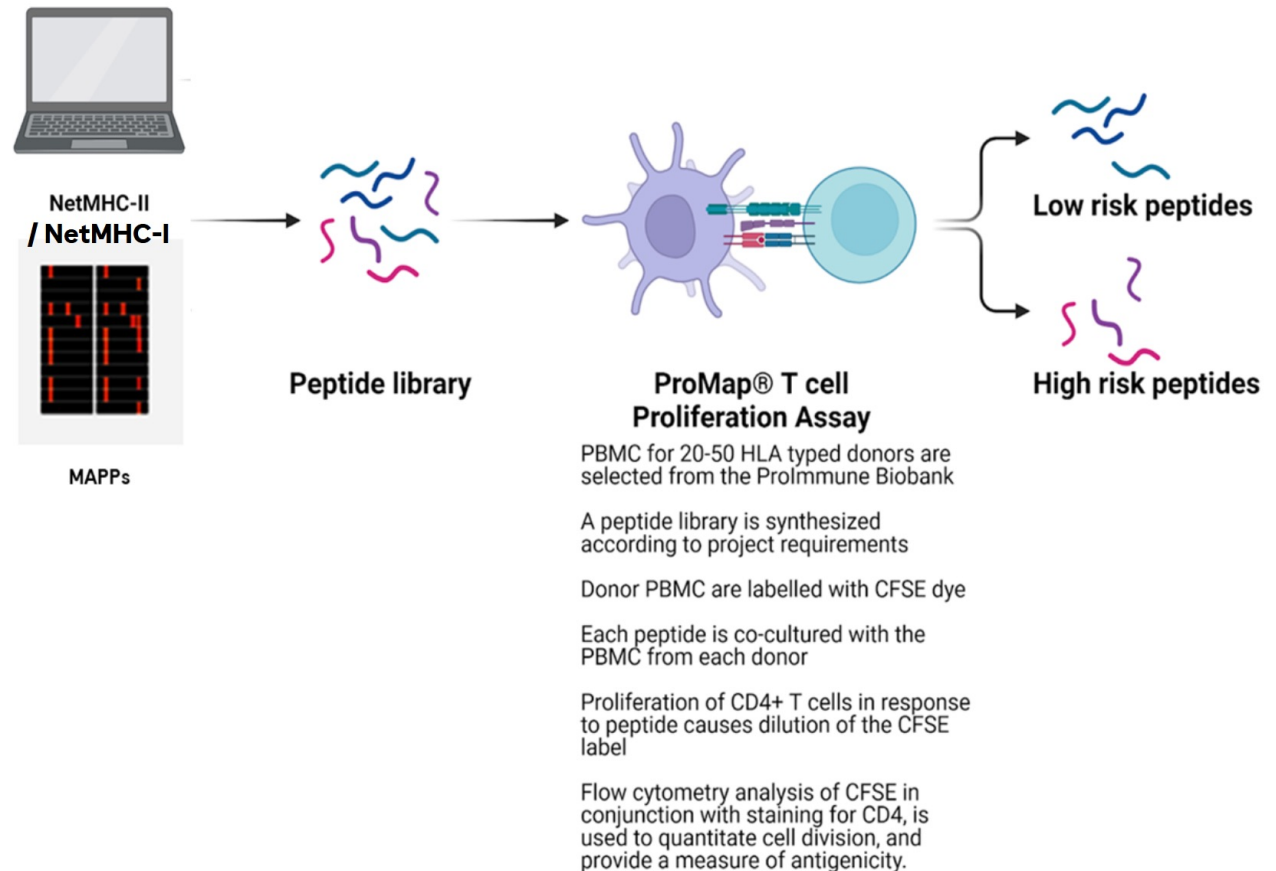 NetMHC-II
/ NetMHC-I
MAPPs
Peptide library
ProMap® T cell
Proliferation Assay
PBMC for 20-50 HLA typed donors are
selected from the ProImmune Biobank
A peptide library is synthesized
according to project requirements
Donor PBMC are labelled with CFSE dye
Each peptide is co-cultured with the
PBMC from each donor
Proliferation of CD4+ T cells in response
to peptide causes dilution of the CFSE
label
Flow cytometry analysis of CFSE in
conjunction with staining for CD4, is
used to quantitate cell division, and
provide a measure of antigenicity.
Low risk peptides
High risk peptides